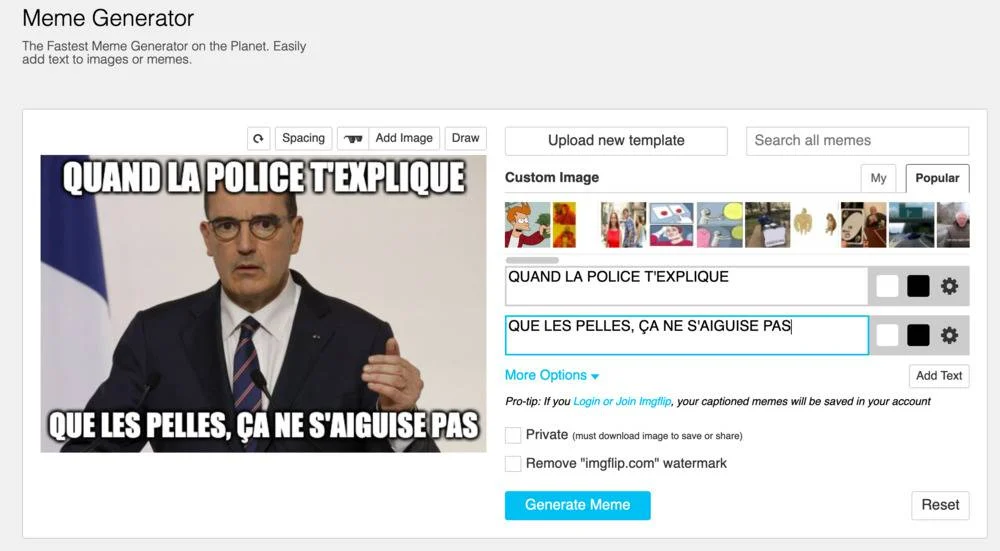 Meme Generator
The Fastest Meme Generator on the Planet. Easily
add text to images or memes.
Spacing
Add Image
Draw
Upload new template
Search all memes
Custom Image
My
Popular
QUAND LA POLICE T'EXPLIQUE
QUE LES PELLES, ÇA NE S'AIGUISE PAS
QUAND LA POLICE T'EXPLIQUE
QUE LES PELLES, ÇA NE S'AIGUISE PAS
More Options
Add Text
Pro-tip: If you Login or Join Imgflip, your captioned memes will be saved in your account
Private (must download image to save or share)
Remove "imgflip.com" watermark
Generate Meme
Reset